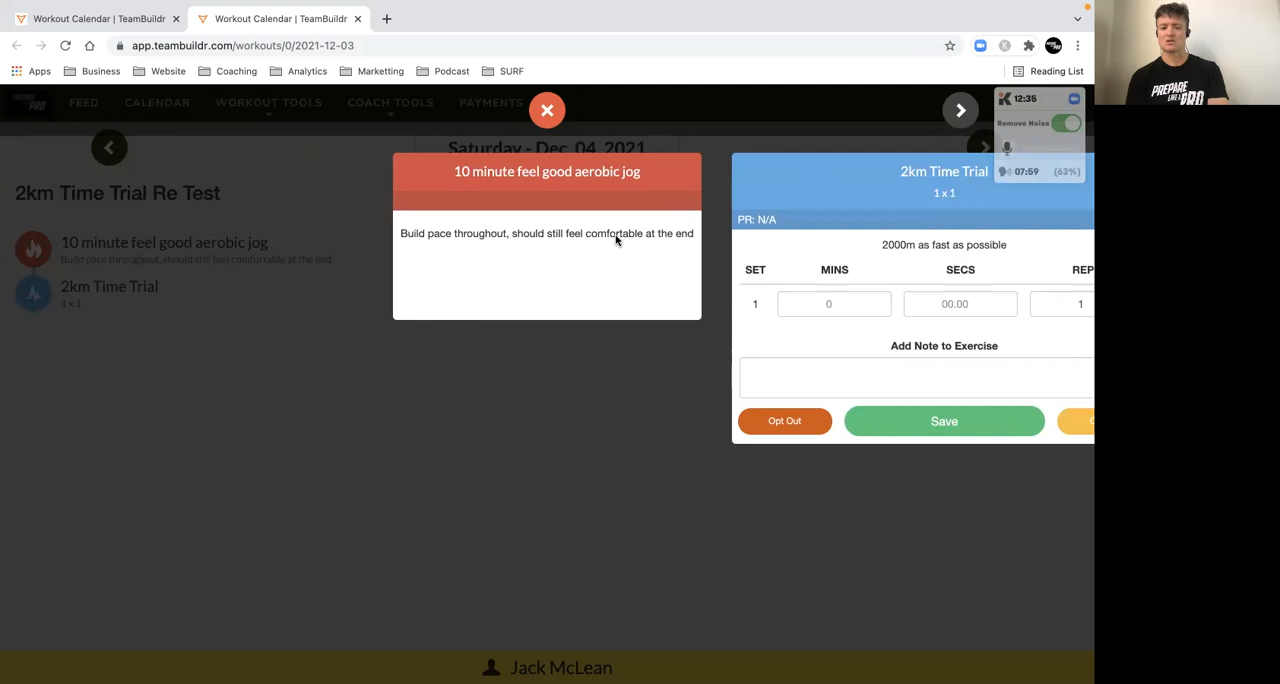 Workout Calendar | TeamBuildr
Workout Calendar | TeamBuildr
app.teambuildr.com/workouts/0/2021-12-03
Apps
Business
Website
Coaching
Analytics
Marketting
Podcast
SURF
Reading List
FEED
CALENDAR
WORKOUT TOOLS
COACH TOOLS
PAYMENTS
12:35
Remove Noise
07:59 (63%)
PREPARE
LIKE A PRO
Saturday - Dec. 04, 2021
2km Time Trial Re Test
10 minute feel good aerobic jog
Build pace throughout, should still feel comfortable at the end
2km Time Trial
1 x 1
10 minute feel good aerobic jog
Build pace throughout, should still feel comfortable at the end
2km Time Trial
1 x 1
PR: N/A
2000m as fast as possible
SET MINS SECS REP
1 0 00.00 1
Add Note to Exercise
Opt Out
Save
Jack McLean